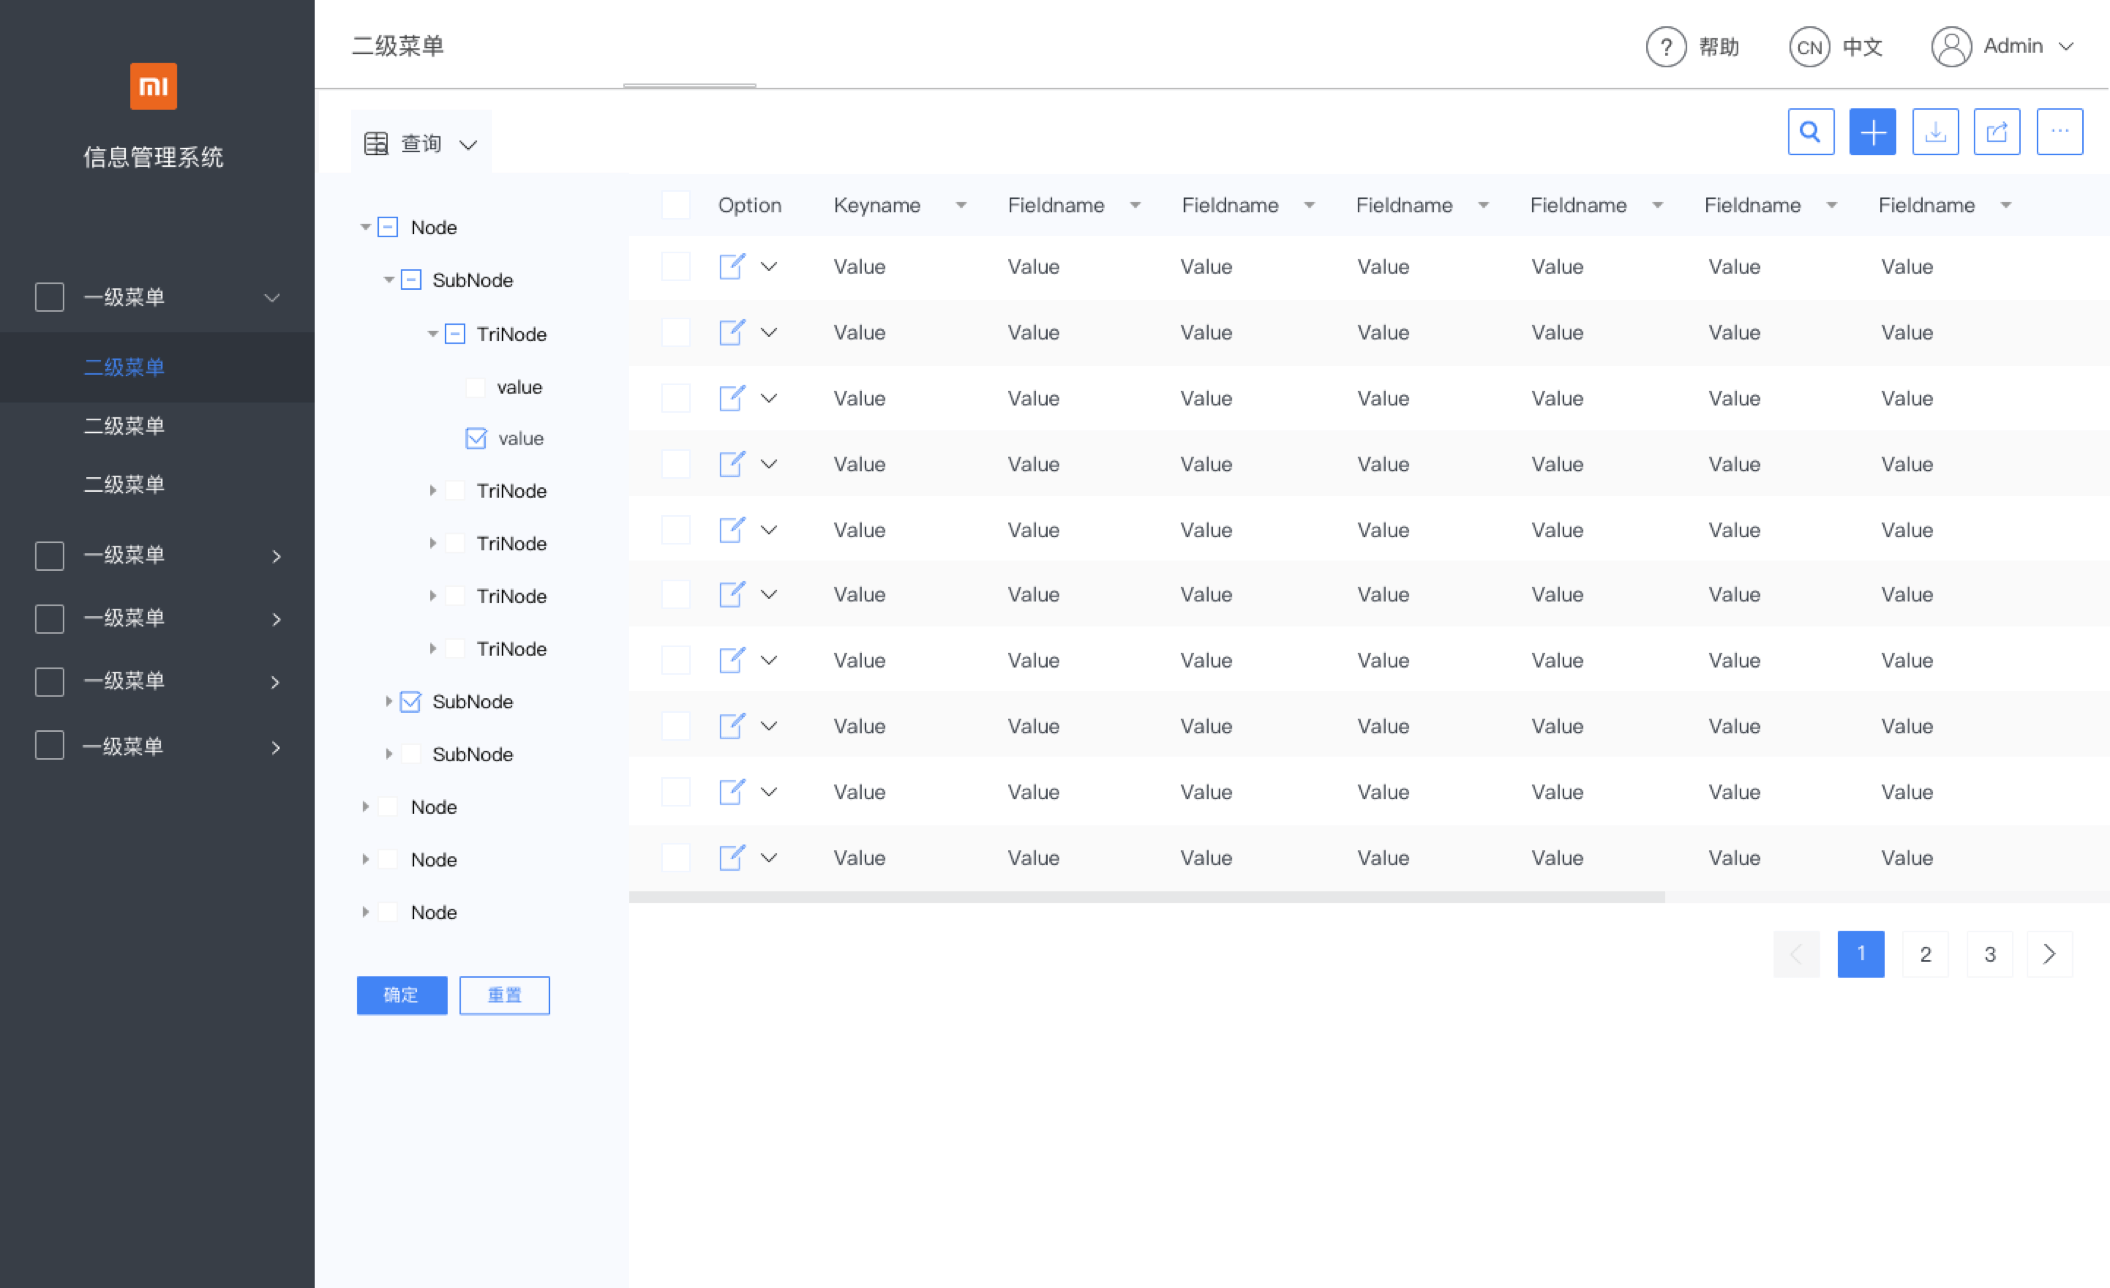 二级菜单
? 帮助
CN 中文
Admin
mi
信息管理系统
一级菜单
二级菜单
二级菜单
二级菜单
一级菜单
一级菜单
一级菜单
一级菜单
查询
Node
SubNode
TriNode
value
value
TriNode
TriNode
TriNode
TriNode
SubNode
SubNode
Node
Node
Node
确定 重置
Option Keyname Fieldname Fieldname Fieldname Fieldname Fieldname Fieldname
Value Value Value Value Value Value Value
Value Value Value Value Value Value Value
Value Value Value Value Value Value Value
Value Value Value Value Value Value Value
Value Value Value Value Value Value Value
Value Value Value Value Value Value Value
Value Value Value Value Value Value Value
Value Value Value Value Value Value Value
Value Value Value Value Value Value Value
Value Value Value Value Value Value Value
1 2 3